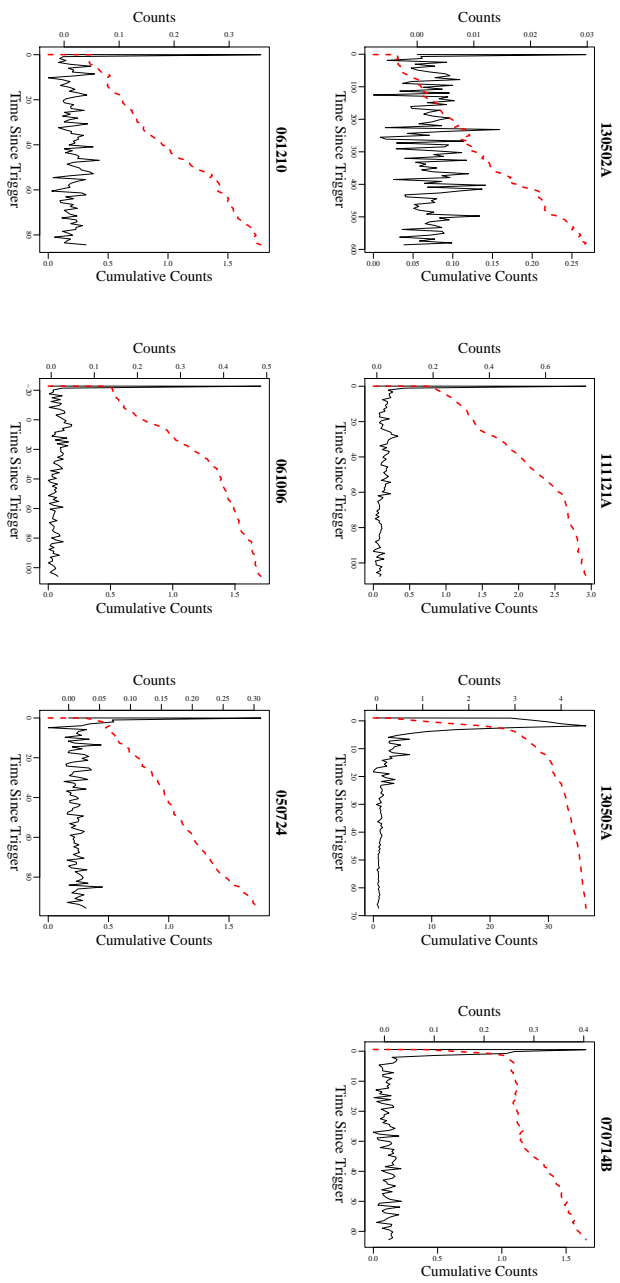 130502A
Counts
0.00 0.01 0.02 0.03
0 100 200 300 400 500 600
Time Since Trigger
0.00 0.05 0.10 0.15 0.20 0.25
Cumulative Counts
111121A
Counts
0.0 0.2 0.4 0.6
0 20 40 60 80 100
Time Since Trigger
0.0 0.5 1.0 1.5 2.0 2.5 3.0
Cumulative Counts
130505A
Counts
0 1 2 3 4
0 10 20 30 40 50 60 70
Time Since Trigger
0 10 20 30
Cumulative Counts
070714B
Counts
0.0 0.1 0.2 0.3 0.4
0 10 20 30 40 50 60
Time Since Trigger
0.0 0.5 1.0 1.5
Cumulative Counts
061210
Counts
0.0 0.1 0.2 0.3
0 20 40 60 80
Time Since Trigger
0.0 0.5 1.0 1.5
Cumulative Counts
061006
Counts
0.0 0.1 0.2 0.3 0.4 0.5
−20 0 20 40 60 80 100
Time Since Trigger
0.0 0.5 1.0 1.5
Cumulative Counts
050724
Counts
0.00 0.05 0.10 0.15 0.20 0.25 0.30
0 20 40 60 80
Time Since Trigger
0.0 0.5 1.0 1.5
Cumulative Counts